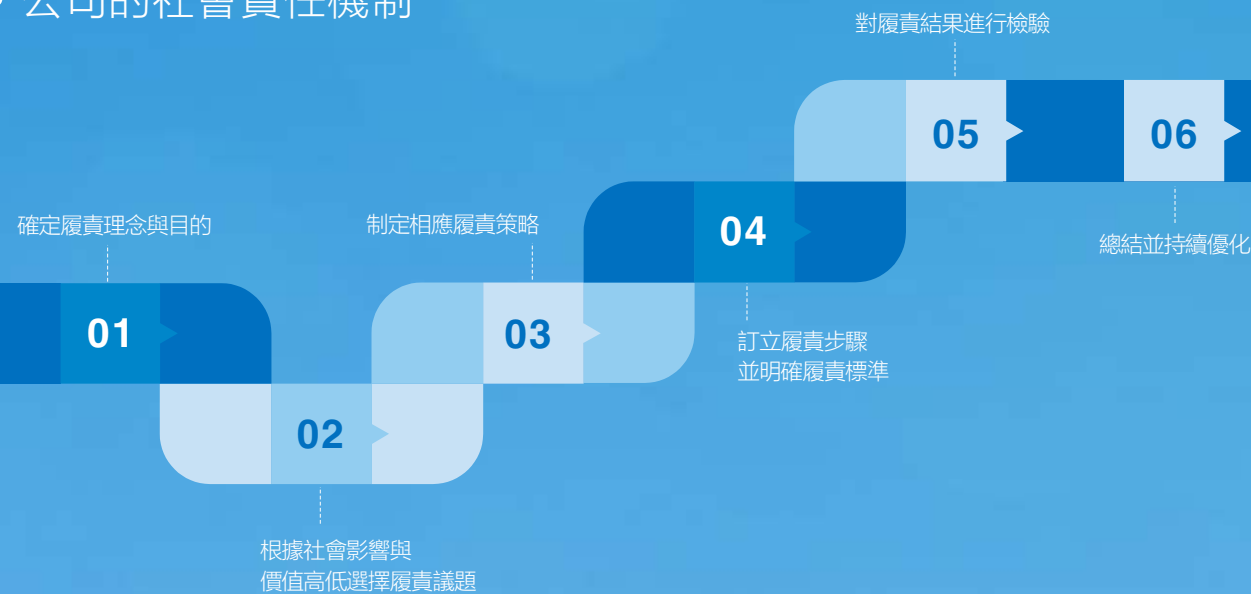 公司的社會責任機制
01
確定履責理念與目的
02
根據社會影響與
價值高低選擇履責議題
03
制定相應履責策略
04
訂立履責步驟
並明確履責標準
05
對履責結果進行檢驗
06
總結並持續優化